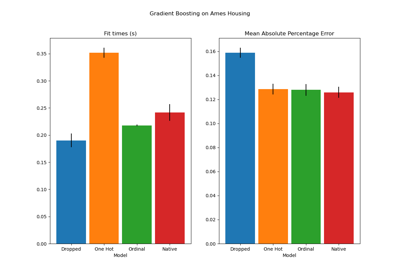 Gradient Boosting on Ames Housing
Fit times (s)
0.35
0.30
0.25
0.20
0.15
0.10
0.05
0.00
Dropped One Hot Ordinal Native
Model
Mean Absolute Percentage Error
0.16
0.14
0.12
0.10
0.08
0.06
0.04
0.02
0.00
Dropped One Hot Ordinal Native
Model